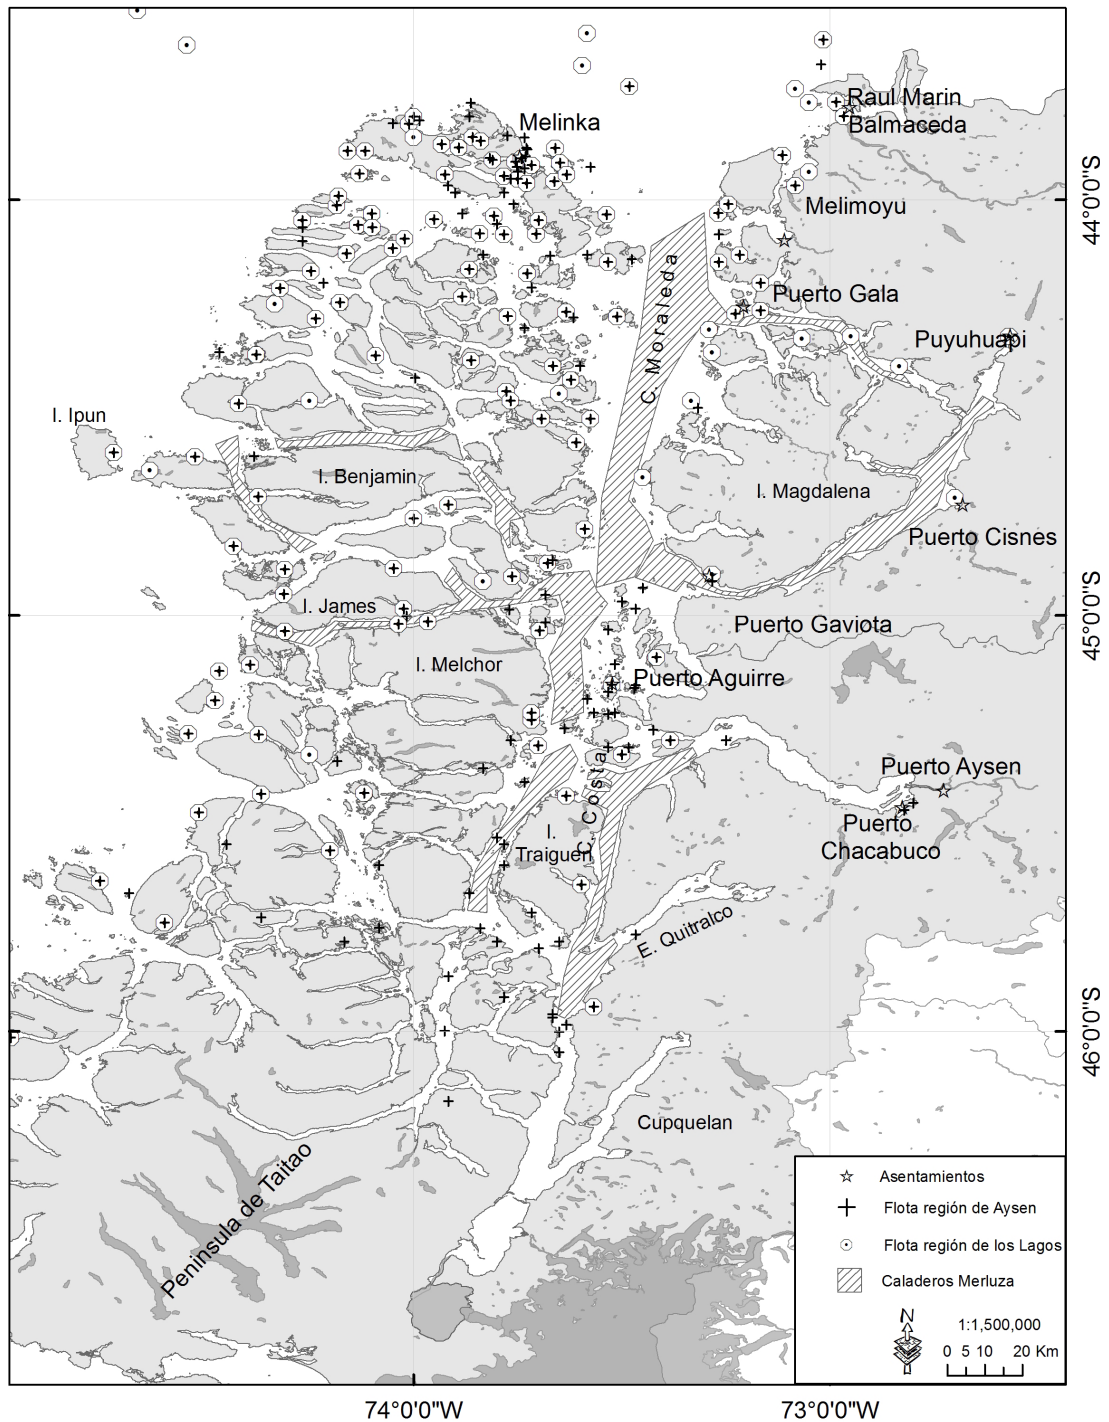 Raul Marin
Balmaceda
Melinka
44°0'0"S
Melimoyu
Puerto Gala
C. Moraleda
Puyuhuapi
I. Ipun
I. Benjamin
I. Magdalena
Puerto Cisnes
I. James
45°0'0"S
Puerto Gaviota
I. Melchor
Puerto Aguirre
Puerto Aysen
C. Costa
Puerto
Chacabuco
I.
Traiguen
E. Quitralco
46°0'0"S
Cupquelan
Peninsula de Taitao
Asentamientos
Flota región de Aysen
Flota región de los Lagos
Caladeros Merluza
N
1:1,500,000
0 5 10 20 Km
74°0'0"W
73°0'0"W